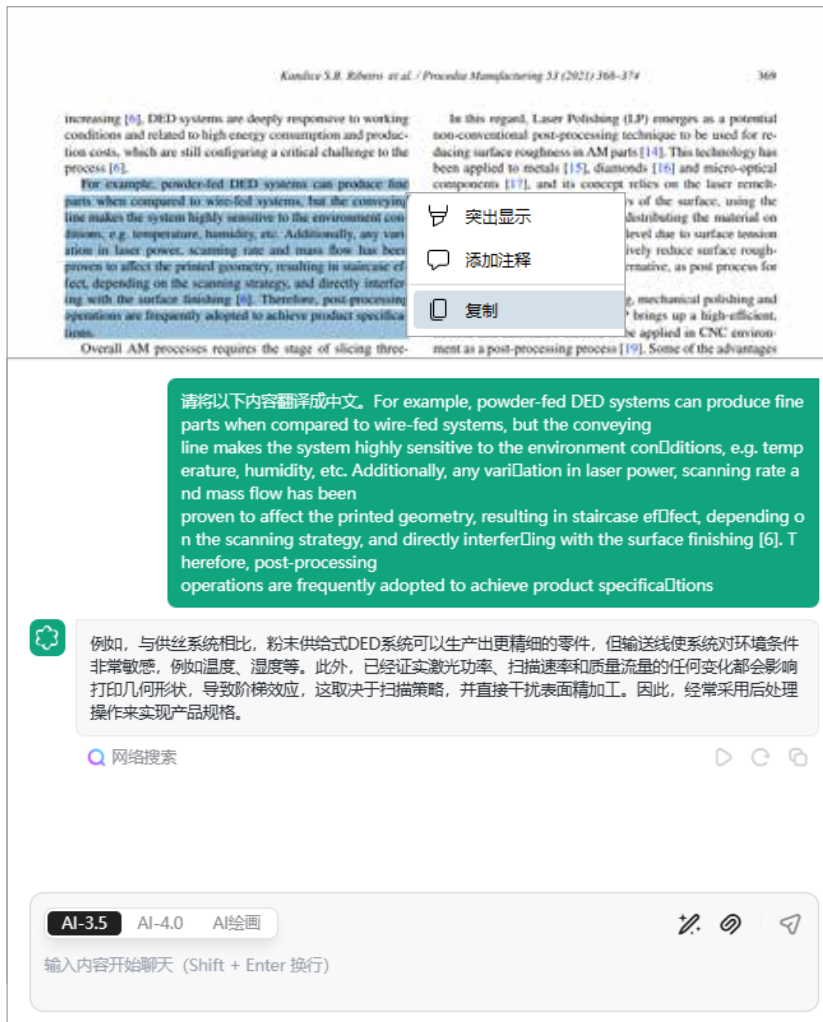 Kandice S.B. Ribeiro et al. / Procedia Manufacturing 53 (2021) 368–374 369
increasing [6]. DED systems are deeply responsive to working
conditions and related to high energy consumption and produc-
tion costs, which are still configuring a critical challenge to the
process [6].
For example, powder-fed DED systems can produce fine
parts when compared to wire-fed systems, but the conveying
line makes the system highly sensitive to the environment con
ditions, e.g. temperature, humidity, etc. Additionally, any vari
ation in laser power, scanning rate and mass flow has been
proven to affect the printed geometry, resulting in staircase ef
fect, depending on the scanning strategy, and directly interfer-
ing with the surface finishing [6]. Therefore, post-processing
operations are frequently adopted to achieve product specifica
tions.
Overall AM processes requires the stage of slicing three-
In this regard, Laser Polishing (LP) emerges as a potential
non-conventional post-processing technique to be used for re-
ducing surface roughness in AM parts [14]. This technology has
been applied to metals [15], diamonds [16] and micro-optical
components [17], and its concept relies on the laser remelt-
of the surface, using the
distributing the material on
level due to surface tension
ively reduce surface rough-
ernative, as post process for
, mechanical polishing and
brings up a high-efficient,
be applied in CNC environ-
ment as a post-processing process [19]. Some of the advantages
突出显示
添加注释
复制
请将以下内容翻译成中文。For example, powder-fed DED systems can produce fine
parts when compared to wire-fed systems, but the conveying
line makes the system highly sensitive to the environment con▯ditions, e.g. temp
erature, humidity, etc. Additionally, any vari▯ation in laser power, scanning rate a
nd mass flow has been
proven to affect the printed geometry, resulting in staircase ef▯fect, depending o
n the scanning strategy, and directly interfer▯ing with the surface finishing [6]. T
herefore, post-processing
operations are frequently adopted to achieve product specifica▯tions
例如，与供丝系统相比，粉末供给式DED系统可以生产出更精细的零件，但输送线使系统对环境条件
非常敏感，例如温度、湿度等。此外，已经证实激光功率、扫描速率和质量流量的任何变化都会影响
打印几何形状，导致阶梯效应，这取决于扫描策略，并直接干扰表面精加工。因此，经常采用后处理
操作来实现产品规格。
网络搜索
AI-3.5 AI-4.0 AI绘画
输入内容开始聊天（Shift + Enter 换行）